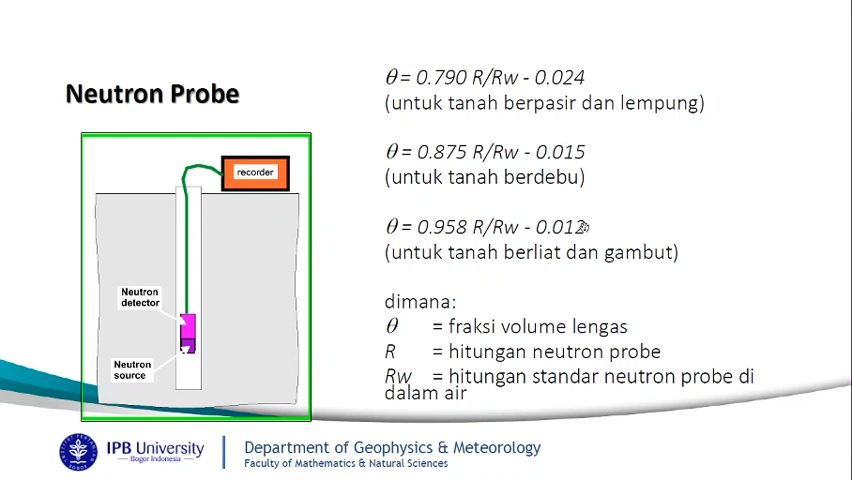 Neutron Probe
recorder
Neutron
detector
Neutron
source
θ = 0.790 R/Rw - 0.024
(untuk tanah berpasir dan lempung)
θ = 0.875 R/Rw - 0.015
(untuk tanah berdebu)
θ = 0.958 R/Rw - 0.012
(untuk tanah berliat dan gambut)
dimana:
θ = fraksi volume lengas
R = hitungan neutron probe
Rw = hitungan standar neutron probe di
dalam air
IPB University
Bogor Indonesia
Department of Geophysics & Meteorology
Faculty of Mathematics & Natural Sciences